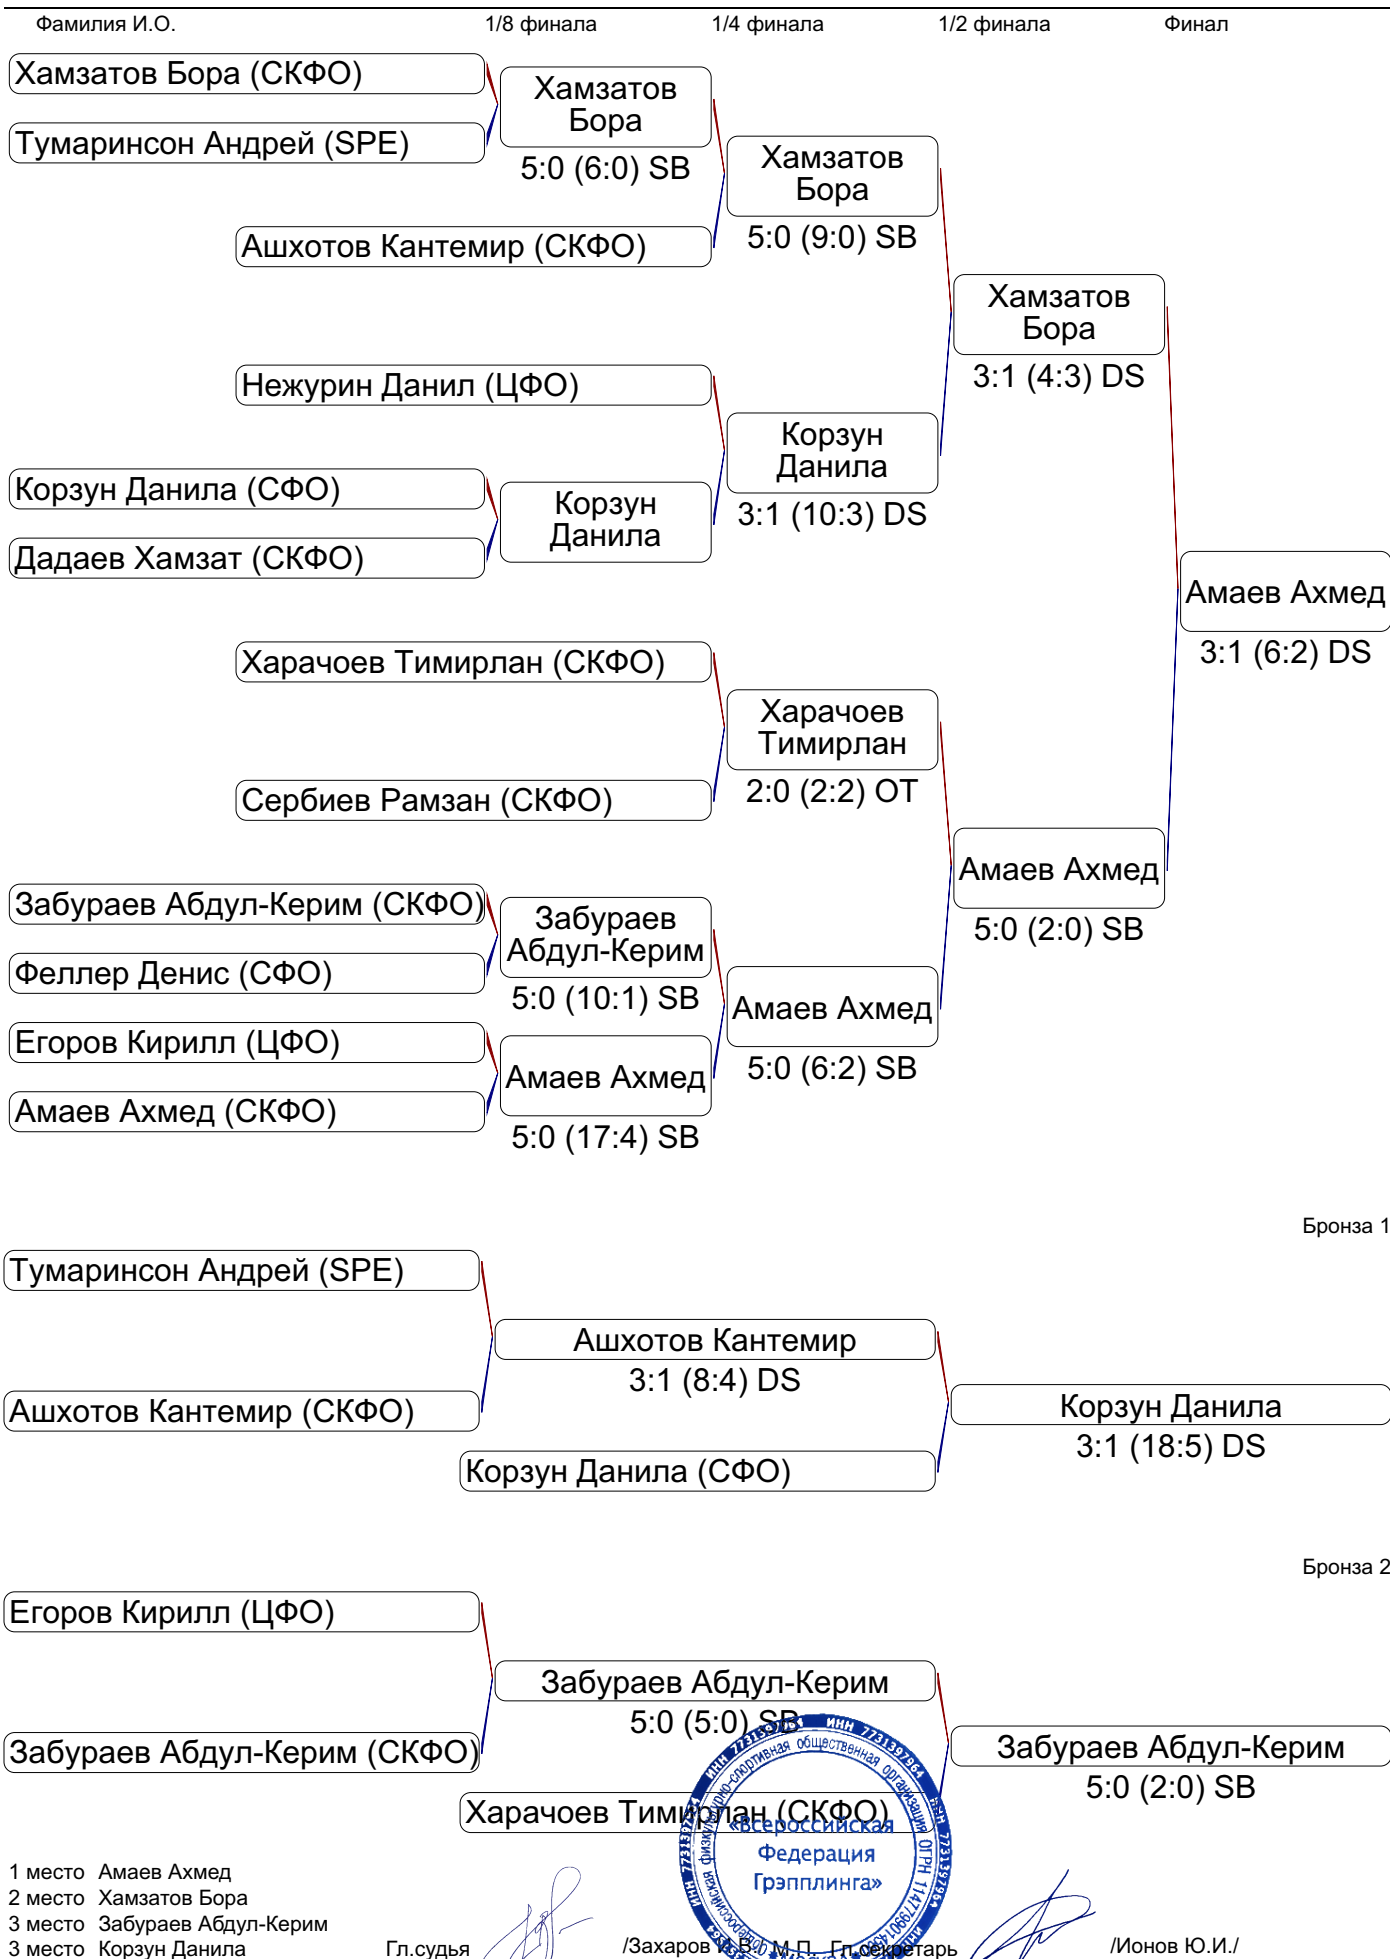 Фамилия И.О. 1/8 финала 1/4 финала 1/2 финала Финал
Хамзатов Бора (СКФО)
Тумаринсон Андрей (SPE)
Хамзатов
Бора
5:0 (6:0) SB
Ашхотов Кантемир (СКФО)
Хамзатов
Бора
5:0 (9:0) SB
Нежурин Данил (ЦФО)
Корзун Данила (СФО)
Дадаев Хамзат (СКФО)
Корзун
Данила
Корзун
Данила
3:1 (10:3) DS
Хамзатов
Бора
3:1 (4:3) DS
Харачоев Тимирлан (СКФО)
Сербиев Рамзан (СКФО)
Харачоев
Тимирлан
2:0 (2:2) OT
Забураев Абдул-Керим (СКФО)
Феллер Денис (СФО)
Забураев
Абдул-Керим
5:0 (10:1) SB
Егоров Кирилл (ЦФО)
Амаев Ахмед (СКФО)
Амаев Ахмед
5:0 (17:4) SB
Амаев Ахмед
5:0 (6:2) SB
Амаев Ахмед
5:0 (2:0) SB
Амаев Ахмед
3:1 (6:2) DS
Бронза 1
Тумаринсон Андрей (SPE)
Ашхотов Кантемир (СКФО)
Ашхотов Кантемир
3:1 (8:4) DS
Корзун Данила (СФО)
Корзун Данила
3:1 (18:5) DS
Бронза 2
Егоров Кирилл (ЦФО)
Забураев Абдул-Керим (СКФО)
Забураев Абдул-Керим
5:0 (5:0) SB
Харачоев Тимирлан (СКФО)
Забураев Абдул-Керим
5:0 (2:0) SB
«Всероссийская
Федерация
Грэпплинга»
1 место Амаев Ахмед
2 место Хамзатов Бора
3 место Забураев Абдул-Керим
3 место Корзун Данила
Гл.судья /Захаров М.П. Гл.секретарь /Ионов Ю.И./